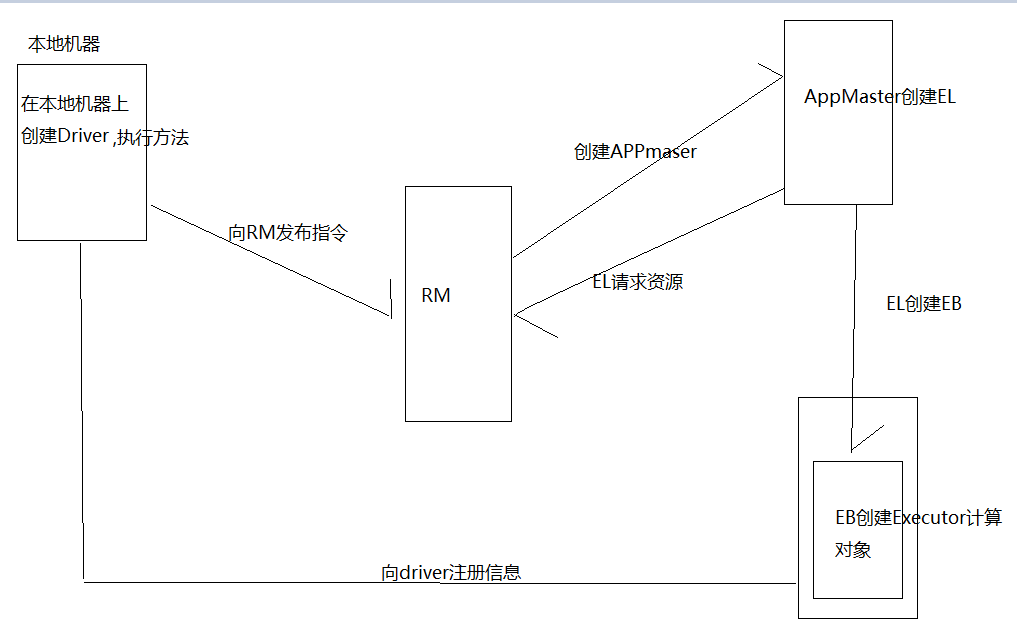 本地机器
在本地机器上
创建Driver ,执行方法
向RM发布指令
RM
创建APPmaser
AppMaster创建EL
EL请求资源
EL创建EB
EB创建Executor计算
对象
向driver注册信息